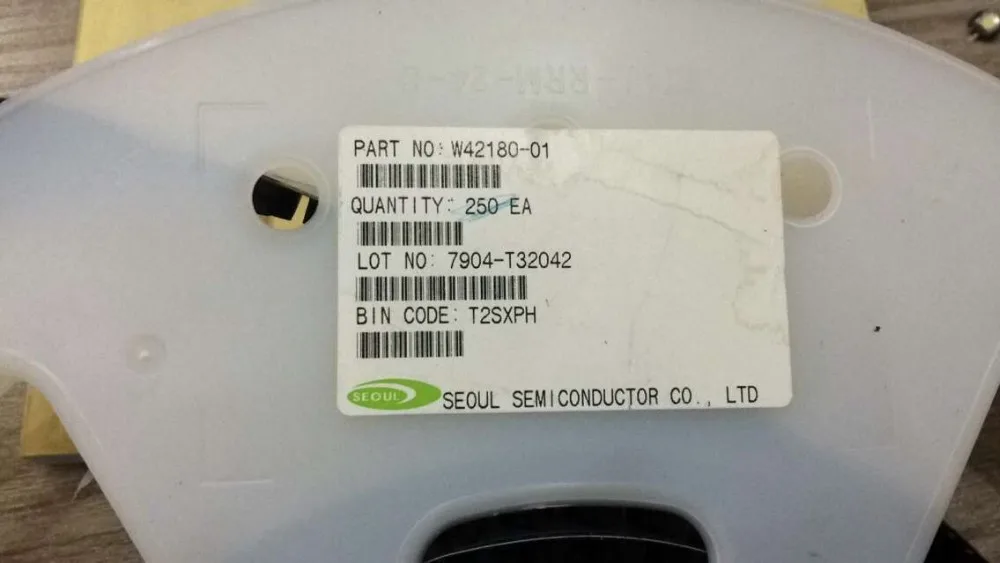 PART NO: W42180-01
QUANTITY: 250 EA
LOT NO: 7904-T32042
BIN CODE: T2SXPH
SEOUL
SEOUL SEMICONDUCTOR CO., LTD